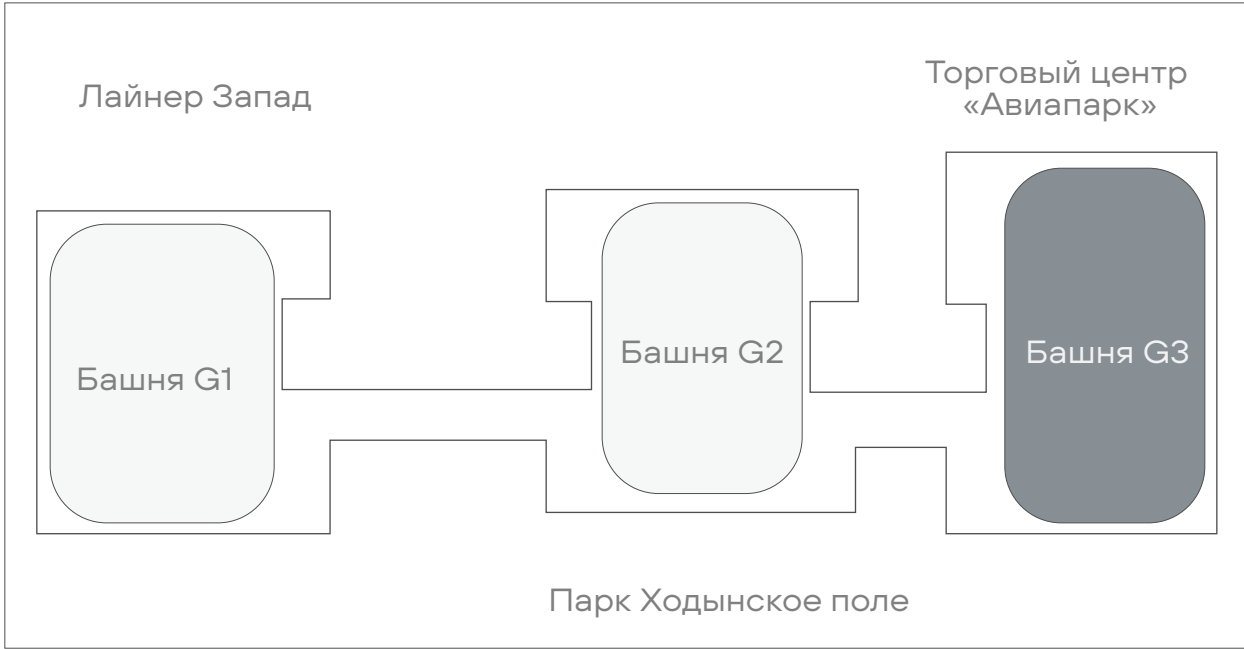 Лайнер Запад
Торговый центр
«Авиапарк»
Башня G1
Башня G2
Башня G3
Парк Ходынское поле